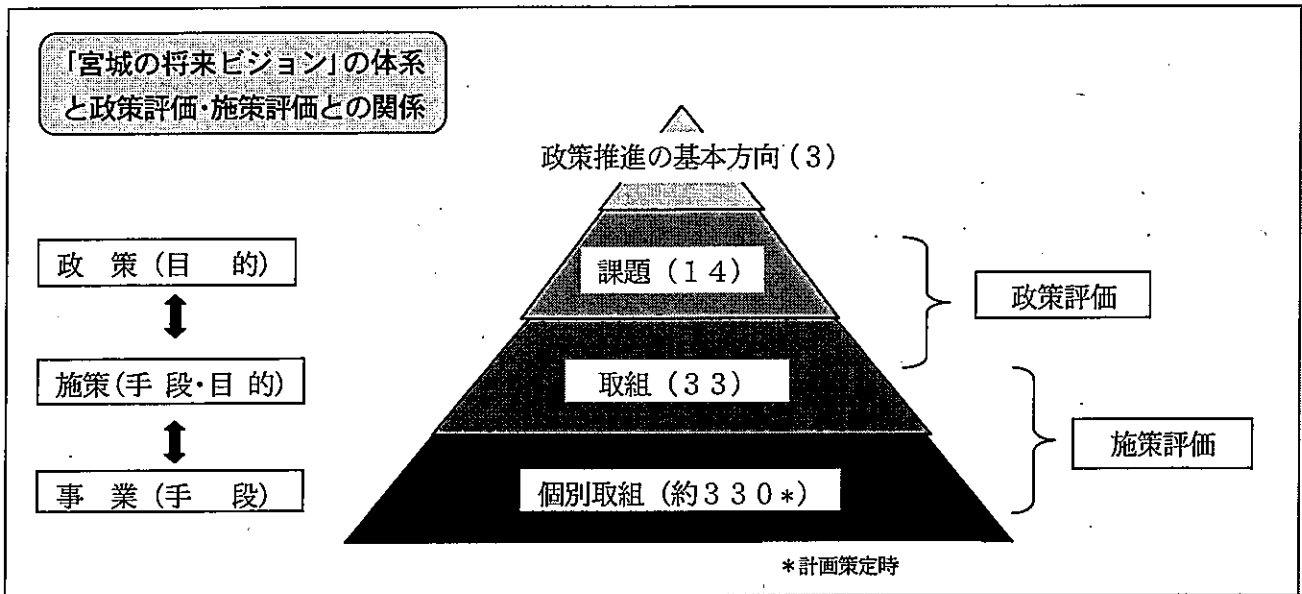 「宮城の将来ビジョン」の体系
と政策評価・施策評価との関係
政策推進の基本方向(3)
政 策(目 的)
課題(14)
政策評価
施策(手 段・目 的)
取組(33)
施策評価
事 業(手 段)
個別取組(約330*)
*計画策定時